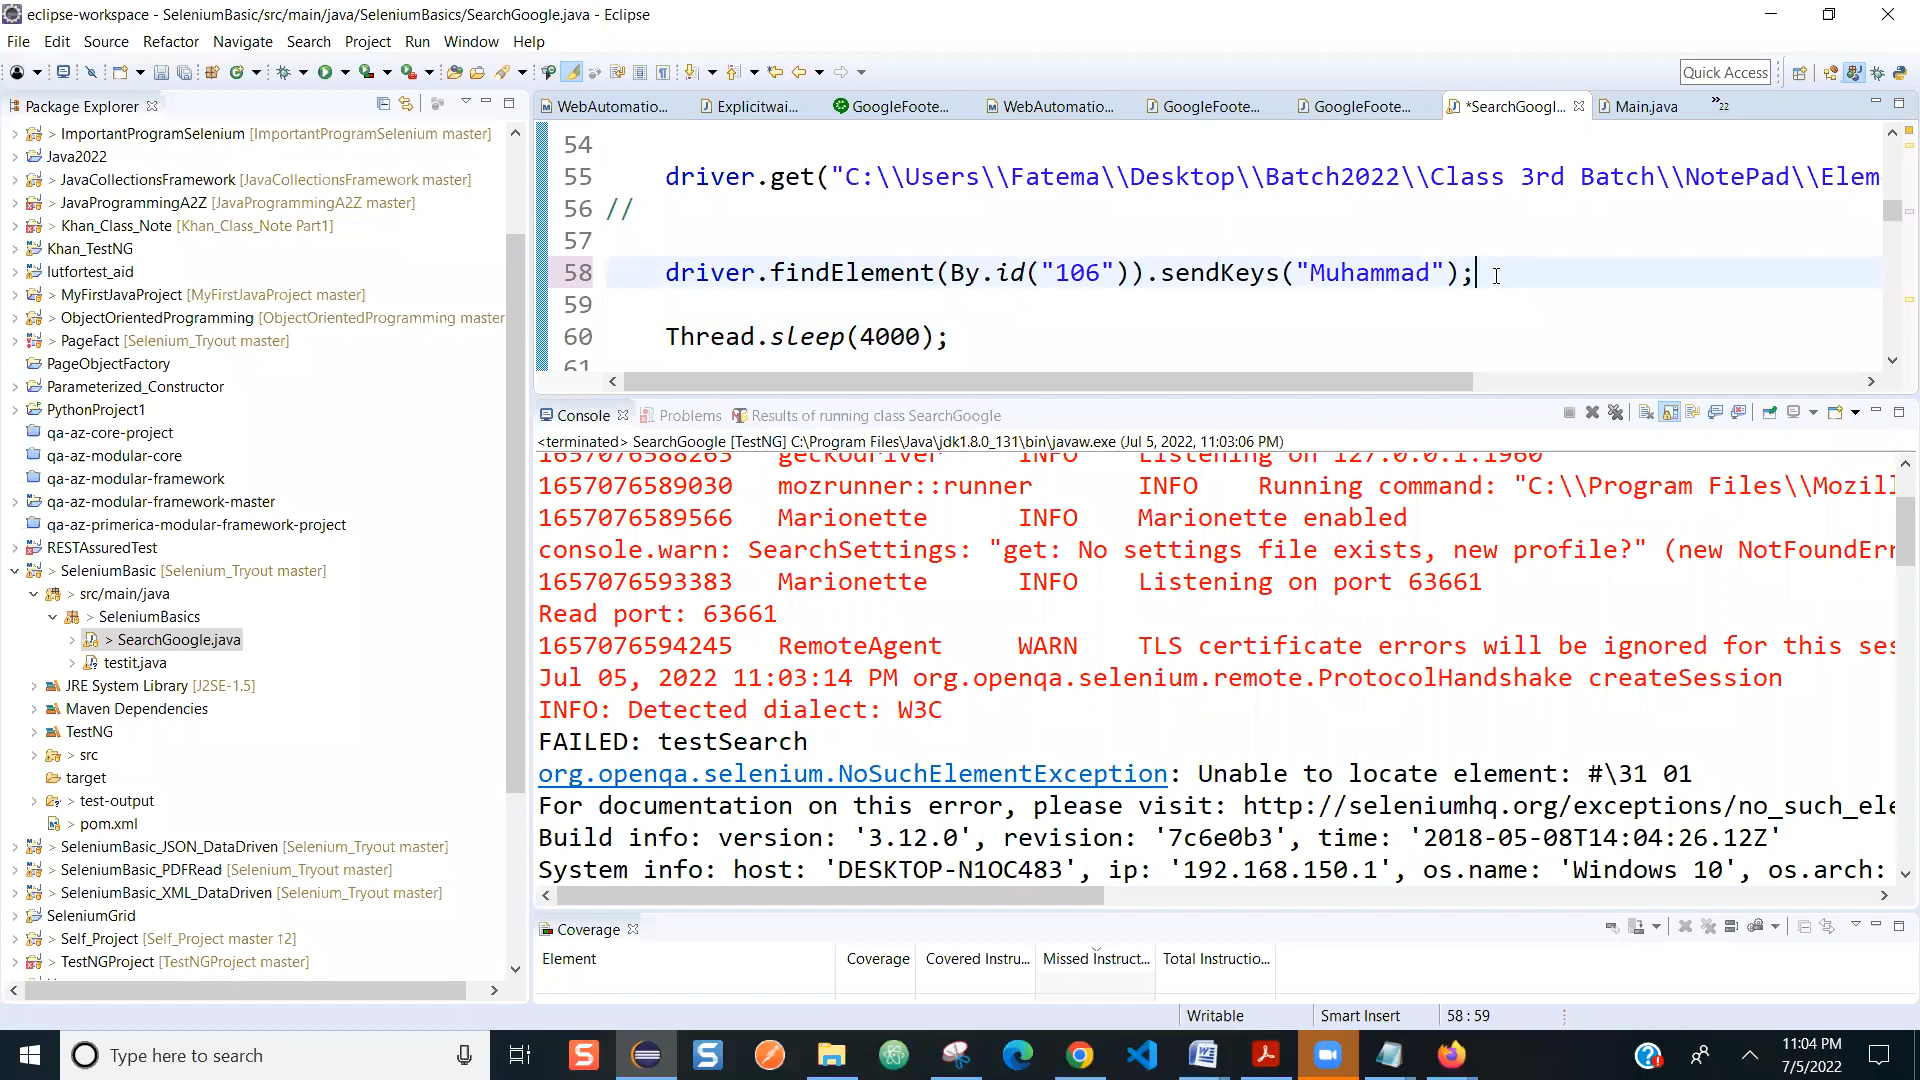 eclipse-workspace - SeleniumBasic/src/main/java/SeleniumBasics/SearchGoogle.java - Eclipse
File Edit Source Refactor Navigate Search Project Run Window Help
Quick Access
Package Explorer
WebAutomatio... Explicitwai... GoogleFoote... WebAutomatio... GoogleFoote... GoogleFoote... *SearchGoogl... Main.java »22
> ImportantProgramSelenium [ImportantProgramSelenium master]
Java2022
> JavaCollectionsFramework [JavaCollectionsFramework master]
> JavaProgrammingA2Z [JavaProgrammingA2Z master]
> Khan_Class_Note [Khan_Class_Note Part1]
Khan_TestNG
lutfortest_aid
> MyFirstJavaProject [MyFirstJavaProject master]
> ObjectOrientedProgramming [ObjectOrientedProgramming master
> PageFact [Selenium_Tryout master]
PageObjectFactory
Parameterized_Constructor
PythonProject1
qa-az-core-project
qa-az-modular-core
qa-az-modular-framework
qa-az-modular-framework-master
qa-az-primerica-modular-framework-project
RESTAssuredTest
> SeleniumBasic [Selenium_Tryout master]
> src/main/java
> SeleniumBasics
> SearchGoogle.java
testit.java
JRE System Library [J2SE-1.5]
Maven Dependencies
TestNG
> src
target
> test-output
> pom.xml
> SeleniumBasic_JSON_DataDriven [Selenium_Tryout master]
> SeleniumBasic_PDFRead [Selenium_Tryout master]
> SeleniumBasic_XML_DataDriven [Selenium_Tryout master]
SeleniumGrid
> Self_Project [Self_Project master ↑2]
> TestNGProject [TestNGProject master]
54
55 driver.get("C:\\Users\\Fatema\\Desktop\\Batch2022\\Class 3rd Batch\\NotePad\\Elem
56 //
57
58 driver.findElement(By.id("106")).sendKeys("Muhammad");
59
60 Thread.sleep(4000);
61
Console Problems Results of running class SearchGoogle
<terminated> SearchGoogle [TestNG] C:\Program Files\Java\jdk1.8.0_131\bin\javaw.exe (Jul 5, 2022, 11:03:06 PM)
1657076588263 geckodriver INFO Listening on 127.0.0.1:1960
1657076589030 mozrunner::runner INFO Running command: "C:\\Program Files\\Mozill
1657076589566 Marionette INFO Marionette enabled
console.warn: SearchSettings: "get: No settings file exists, new profile?" (new NotFoundErr
1657076593383 Marionette INFO Listening on port 63661
Read port: 63661
1657076594245 RemoteAgent WARN TLS certificate errors will be ignored for this ses
Jul 05, 2022 11:03:14 PM org.openqa.selenium.remote.ProtocolHandshake createSession
INFO: Detected dialect: W3C
FAILED: testSearch
org.openqa.selenium.NoSuchElementException: Unable to locate element: #\31 01
For documentation on this error, please visit: http://seleniumhq.org/exceptions/no_such_ele
Build info: version: '3.12.0', revision: '7c6e0b3', time: '2018-05-08T14:04:26.12Z'
System info: host: 'DESKTOP-N1OC483', ip: '192.168.150.1', os.name: 'Windows 10', os.arch:
Coverage
Element Coverage Covered Instru... Missed Instruct... Total Instructio...
Writable Smart Insert 58 : 59
Type here to search
11:04 PM
7/5/2022